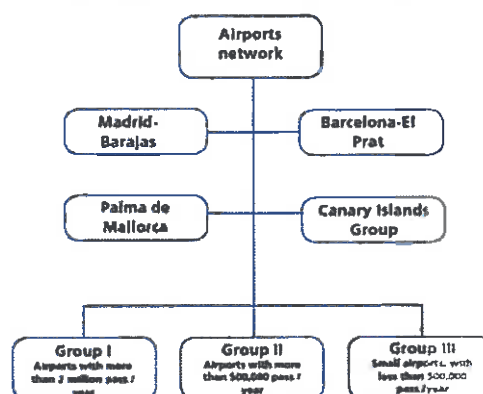 Airports
network
Madrid-
Barajas
Barcelona-El
Prat
Palma de
Mallorca
Canary Islands
Group
Group I
Airports with more
than 2 million pass/
year
Group II
Airports with more
than 500,000 pass/
year
Group III
Small airports, with
less than 500,000
pass/year